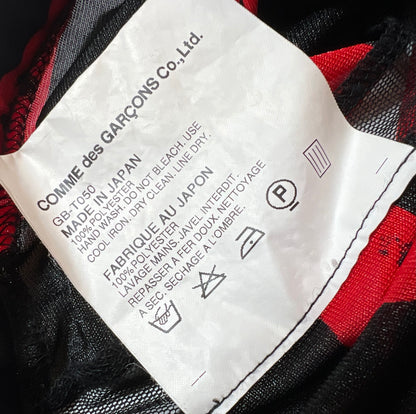 COMME des GARÇONS Co., Ltd.
GB-T050
MADE IN JAPAN
100% POLYESTER
HAND WASH. DO NOT BLEACH. USE
COOL IRON. DRY CLEAN. LINE DRY.
FABRIQUE AU JAPON
100% POLYESTER
LAVAGE MAINS. JAVEL INTERDIT.
REPASSER A FER DOUX. NETTOYAGE
A SEC. SECHAGE A L'OMBRE.
P